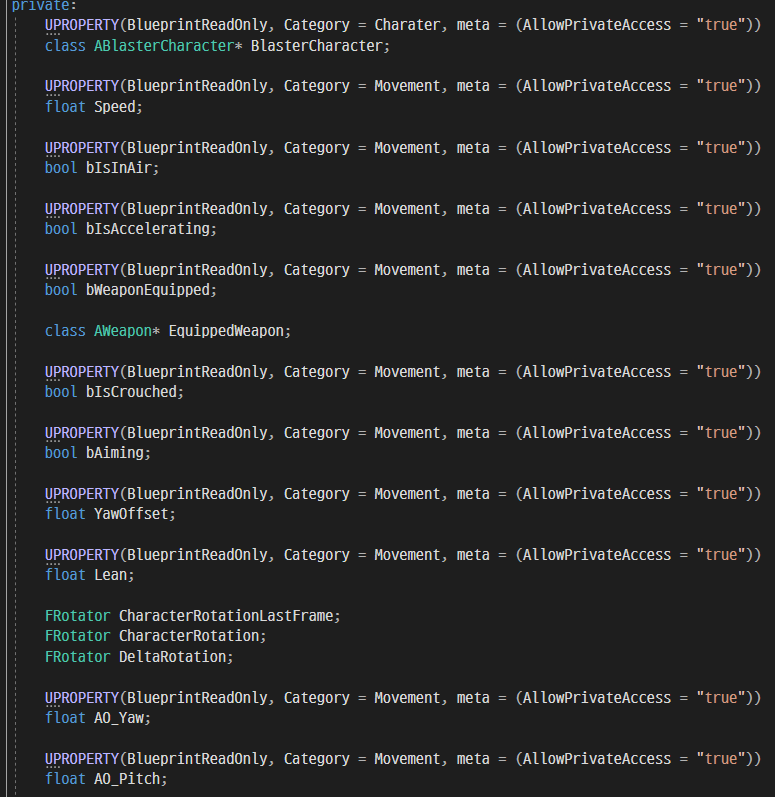 private:
UPROPERTY(BlueprintReadOnly, Category = Charater, meta = (AllowPrivateAccess = "true"))
class ABlasterCharacter* BlasterCharacter;
UPROPERTY(BlueprintReadOnly, Category = Movement, meta = (AllowPrivateAccess = "true"))
float Speed;
UPROPERTY(BlueprintReadOnly, Category = Movement, meta = (AllowPrivateAccess = "true"))
bool bIsInAir;
UPROPERTY(BlueprintReadOnly, Category = Movement, meta = (AllowPrivateAccess = "true"))
bool bIsAccelerating;
UPROPERTY(BlueprintReadOnly, Category = Movement, meta = (AllowPrivateAccess = "true"))
bool bWeaponEquipped;
class AWeapon* EquippedWeapon;
UPROPERTY(BlueprintReadOnly, Category = Movement, meta = (AllowPrivateAccess = "true"))
bool bIsCrouched;
UPROPERTY(BlueprintReadOnly, Category = Movement, meta = (AllowPrivateAccess = "true"))
bool bAiming;
UPROPERTY(BlueprintReadOnly, Category = Movement, meta = (AllowPrivateAccess = "true"))
float YawOffset;
UPROPERTY(BlueprintReadOnly, Category = Movement, meta = (AllowPrivateAccess = "true"))
float Lean;
FRotator CharacterRotationLastFrame;
FRotator CharacterRotation;
FRotator DeltaRotation;
UPROPERTY(BlueprintReadOnly, Category = Movement, meta = (AllowPrivateAccess = "true"))
float AO_Yaw;
UPROPERTY(BlueprintReadOnly, Category = Movement, meta = (AllowPrivateAccess = "true"))
float AO_Pitch;